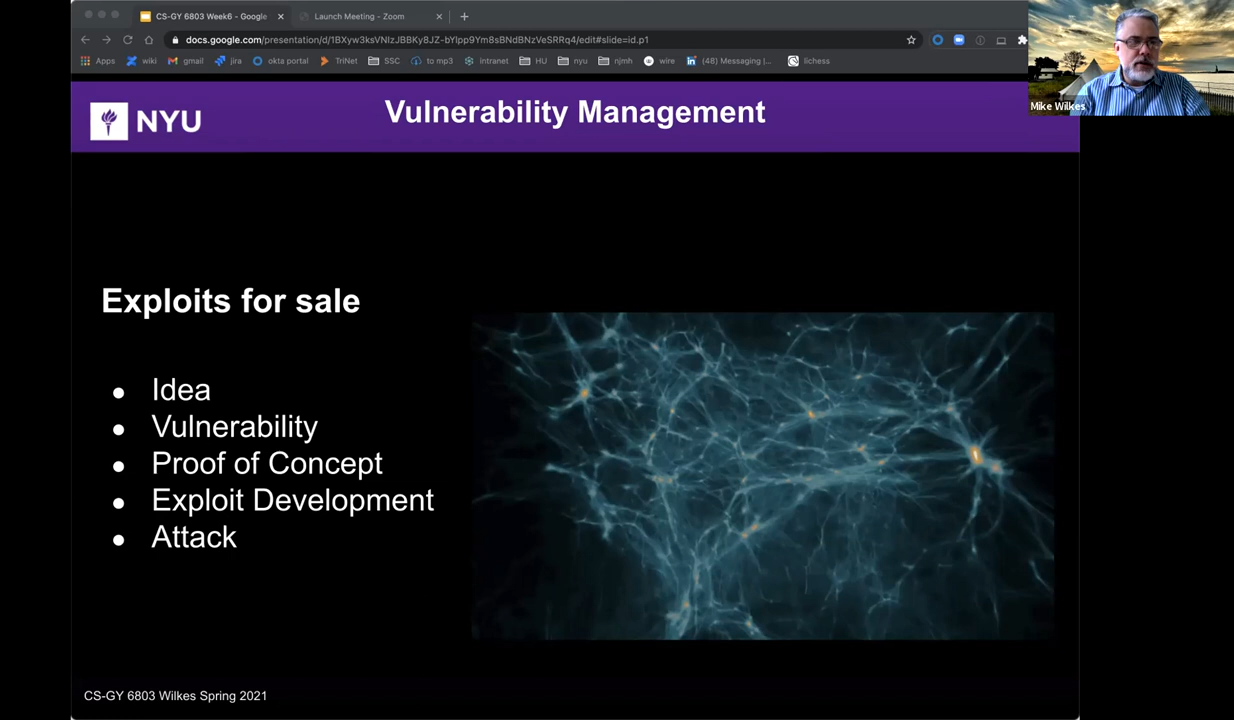 CS-GY 6803 Week6 - Google
Launch Meeting - Zoom
docs.google.com/presentation/d/1BXyw3ksVNIzJBBKy8JZ-bYlpp9Ym8sBNdBNzVeSRRq4/edit#slide=id.p1
Apps wiki gmail jira okta portal TriNet SSC to mp3 intranet HU nyu njmh wire (48) Messaging |... lichess
Mike Wilkes
NYU
Vulnerability Management
Exploits for sale
● Idea
● Vulnerability
● Proof of Concept
● Exploit Development
● Attack
CS-GY 6803 Wilkes Spring 2021